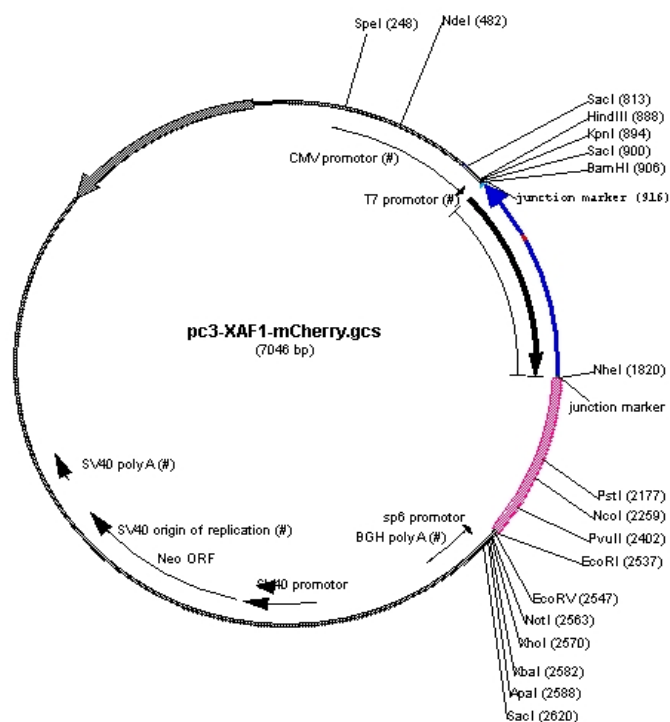 SpeI (248)
NdeI (482)
SacI (813)
HindIII (888)
KpnI (894)
SacI (900)
BamHI (906)
junction marker (916)
CMV promotor (#)
T7 promotor (#)
pc3-XAF1-mCherry.gcs
(7046 bp)
NheI (1820)
junction marker
PstI (2177)
NcoI (2259)
PvuII (2402)
EcoRI (2537)
EcoRV (2547)
NotI (2563)
XhoI (2570)
XbaI (2582)
ApaI (2588)
SacI (2620)
sp6 promotor
BGH polyA (#)
SV40 polyA (#)
SV40 origin of replication (#)
Neo ORF
SV40 promotor